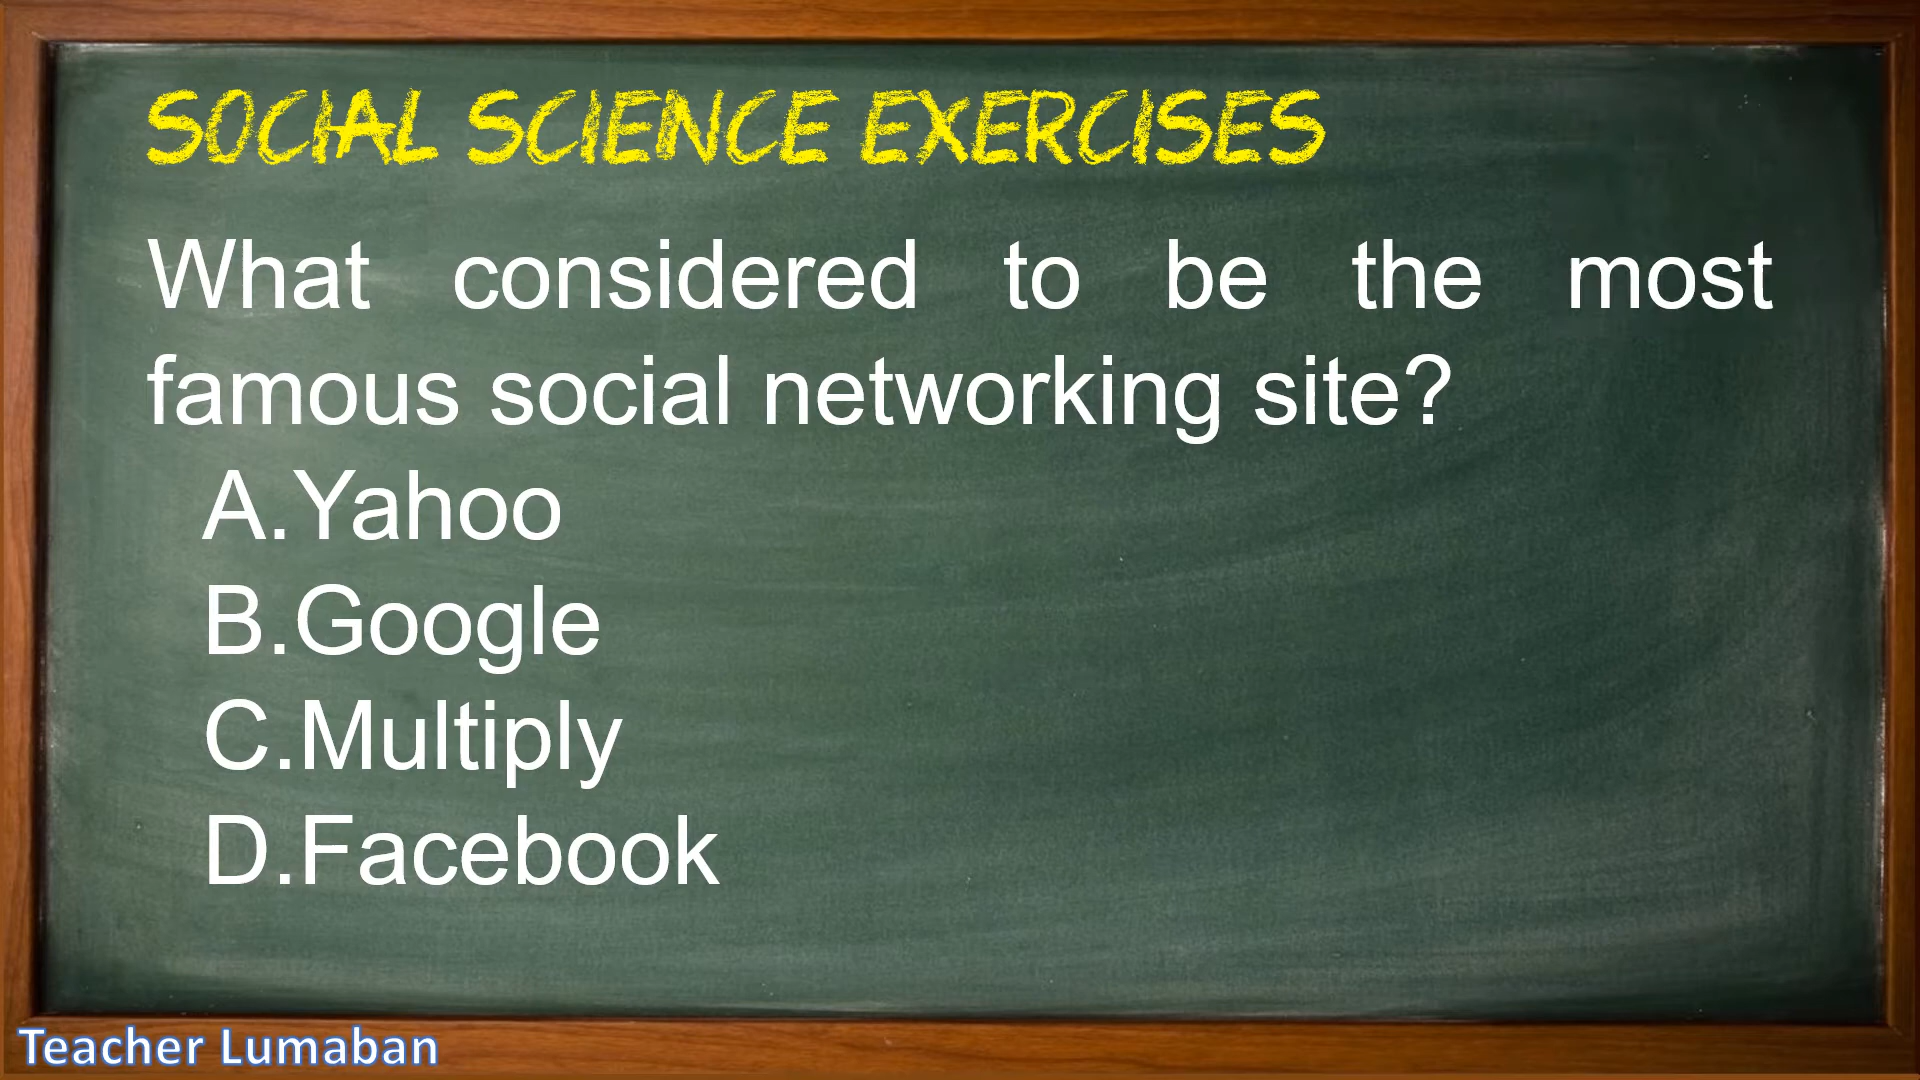 SOCIAL SCIENCE EXERCISES
What considered to be the most
famous social networking site?
A.Yahoo
B.Google
C.Multiply
D.Facebook
Teacher Lumaban